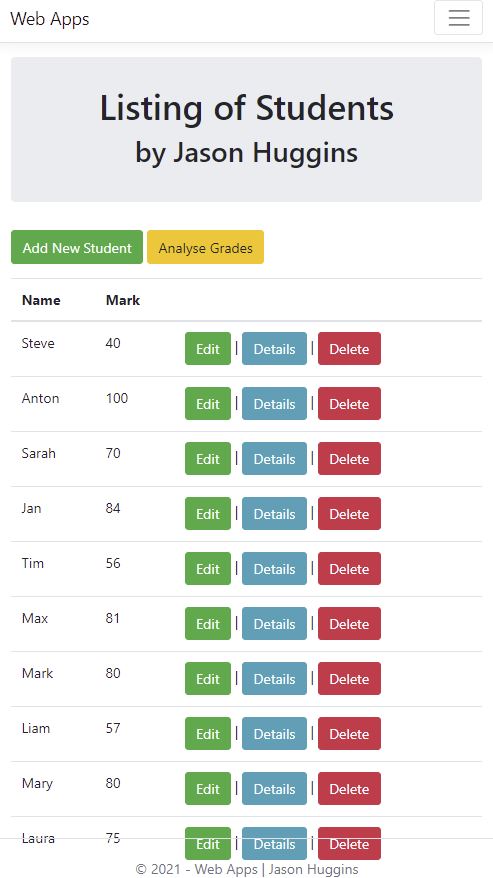 Web Apps
Listing of Students
by Jason Huggins
Add New Student Analyse Grades
Name Mark
Steve 40 Edit | Details | Delete
Anton 100 Edit | Details | Delete
Sarah 70 Edit | Details | Delete
Jan 84 Edit | Details | Delete
Tim 56 Edit | Details | Delete
Max 81 Edit | Details | Delete
Mark 80 Edit | Details | Delete
Liam 57 Edit | Details | Delete
Mary 80 Edit | Details | Delete
Laura 75 Edit | Details | Delete
© 2021 - Web Apps | Jason Huggins